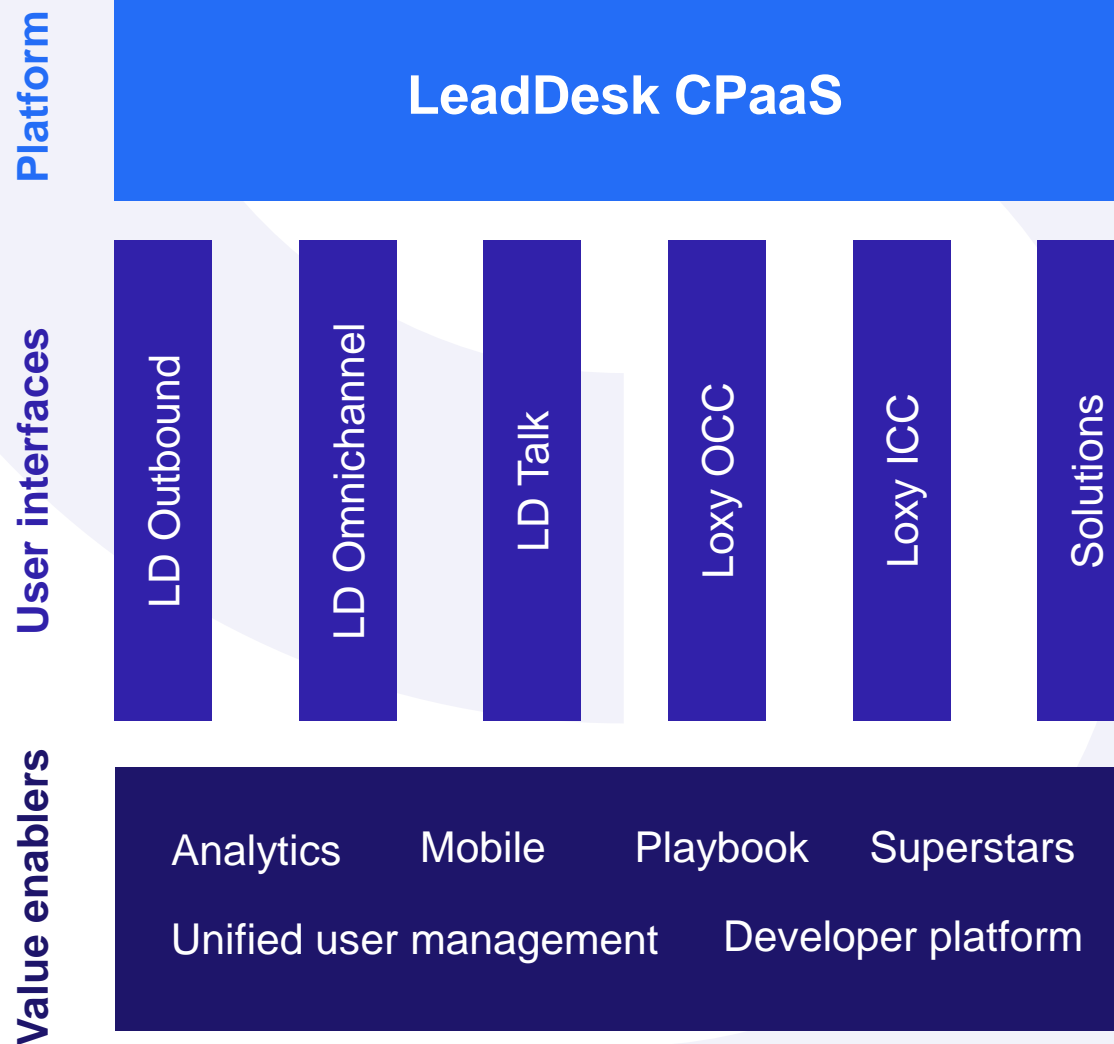 Platform
LeadDesk CPaaS
User interfaces
LD Outbound
LD Omnichannel
LD Talk
Loxy OCC
Loxy ICC
Solutions
Value enablers
Analytics Mobile Playbook Superstars
Unified user management Developer platform